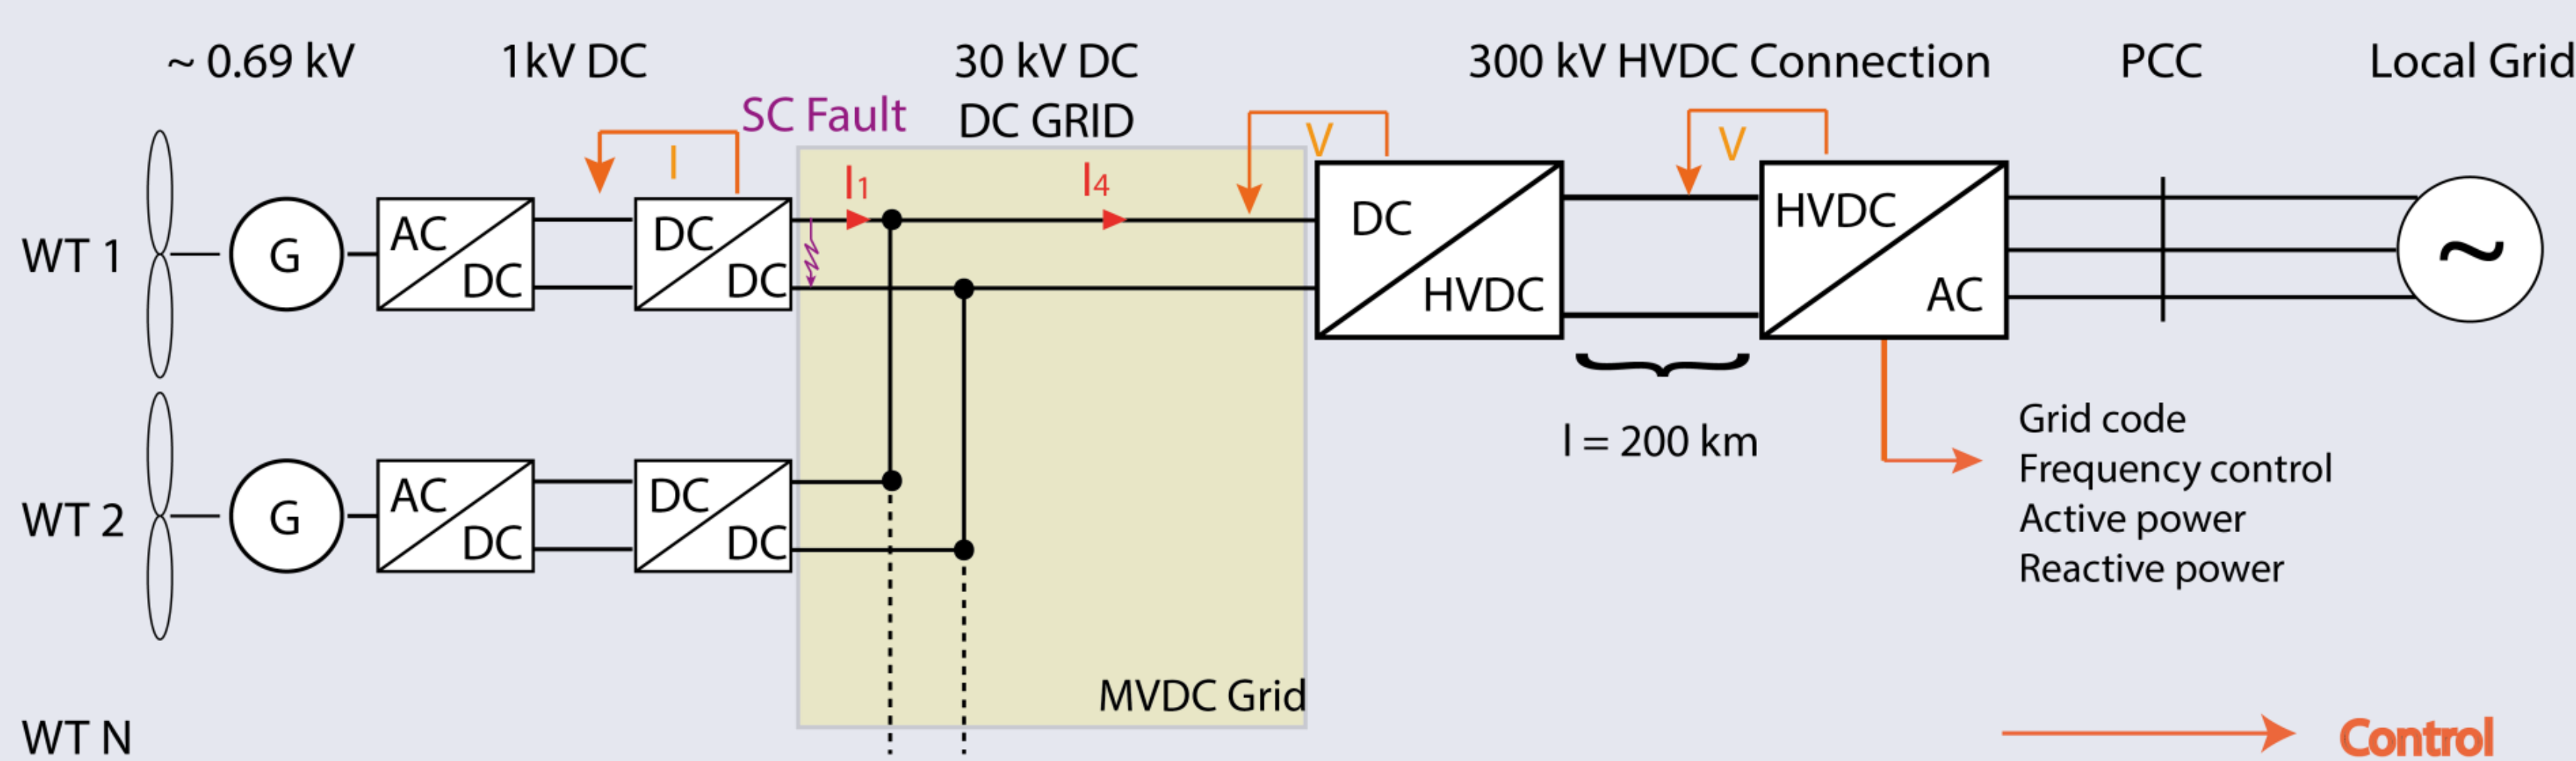 ~ 0.69 kV
1kV DC
30 kV DC
DC GRID
300 kV HVDC Connection
PCC
Local Grid
SC Fault
I
V
V
I1
I4
WT 1
G
AC
DC
DC
DC
DC
HVDC
HVDC
AC
~
l = 200 km
Grid code
Frequency control
Active power
Reactive power
WT 2
G
AC
DC
DC
DC
MVDC Grid
WT N
Control